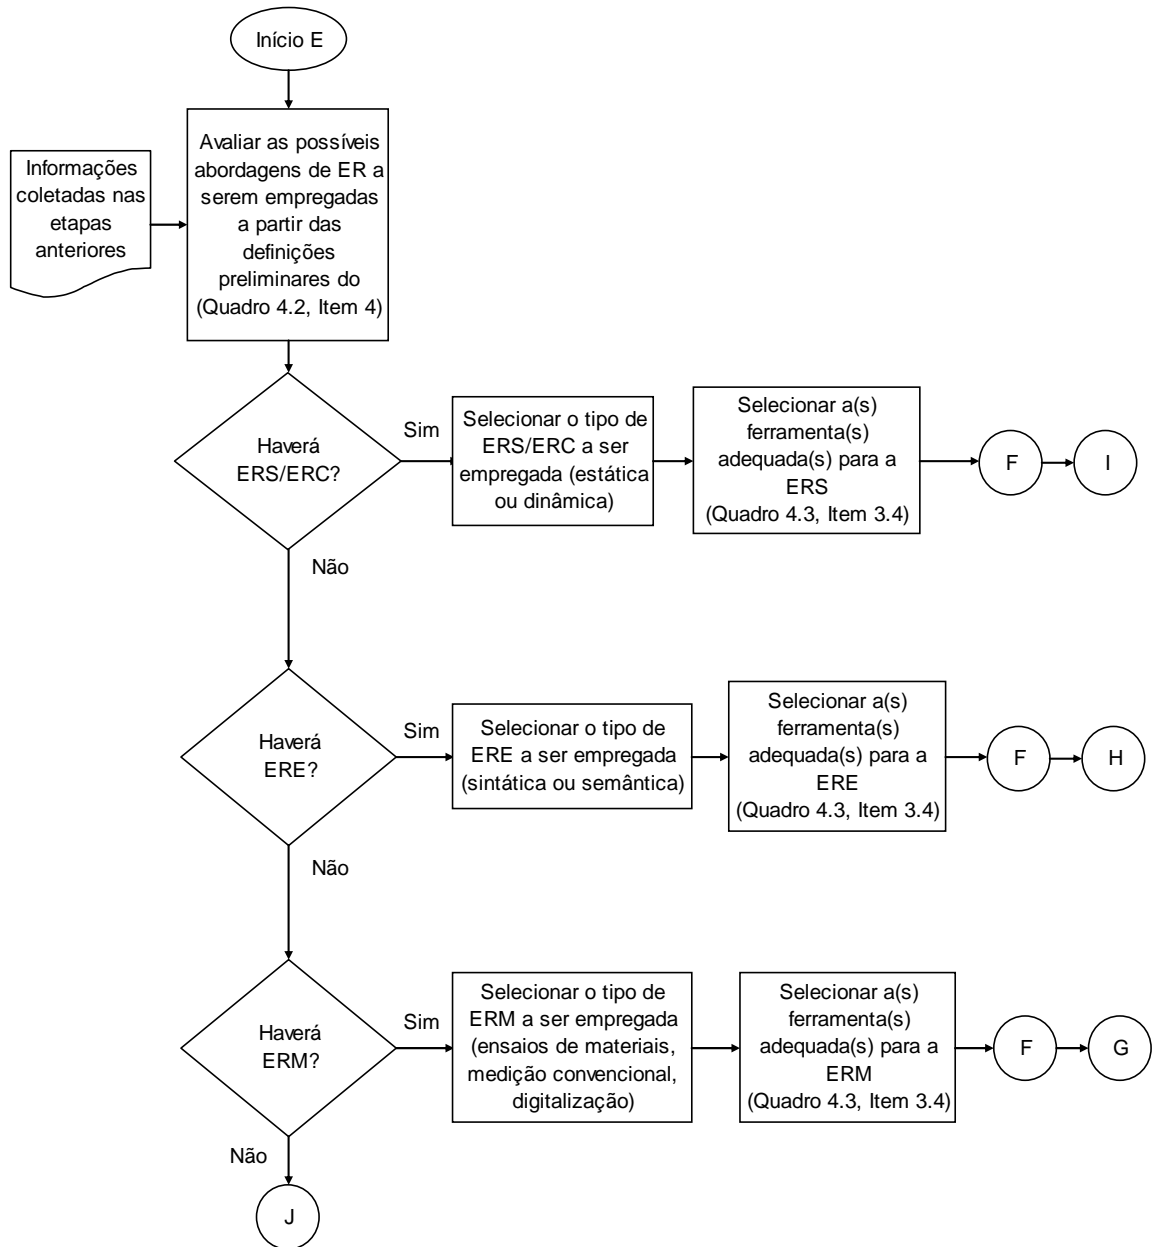 Início E
Avaliar as possíveis
abordagens de ER a
serem empregadas
a partir das
definições
preliminares do
(Quadro 4.2, Item 4)
Informações
coletadas nas
etapas
anteriores
Haverá
ERS/ERC?
Sim
Selecionar o tipo de
ERS/ERC a ser
empregada (estática
ou dinâmica)
Selecionar a(s)
ferramenta(s)
adequada(s) para a
ERS
(Quadro 4.3, Item 3.4)
F
I
Não
Haverá
ERE?
Sim
Selecionar o tipo de
ERE a ser empregada
(sintática ou semântica)
Selecionar a(s)
ferramenta(s)
adequada(s) para a
ERE
(Quadro 4.3, Item 3.4)
F
H
Não
Haverá
ERM?
Sim
Selecionar o tipo de
ERM a ser empregada
(ensaios de materiais,
medição convencional,
digitalização)
Selecionar a(s)
ferramenta(s)
adequada(s) para a
ERM
(Quadro 4.3, Item 3.4)
F
G
Não
J